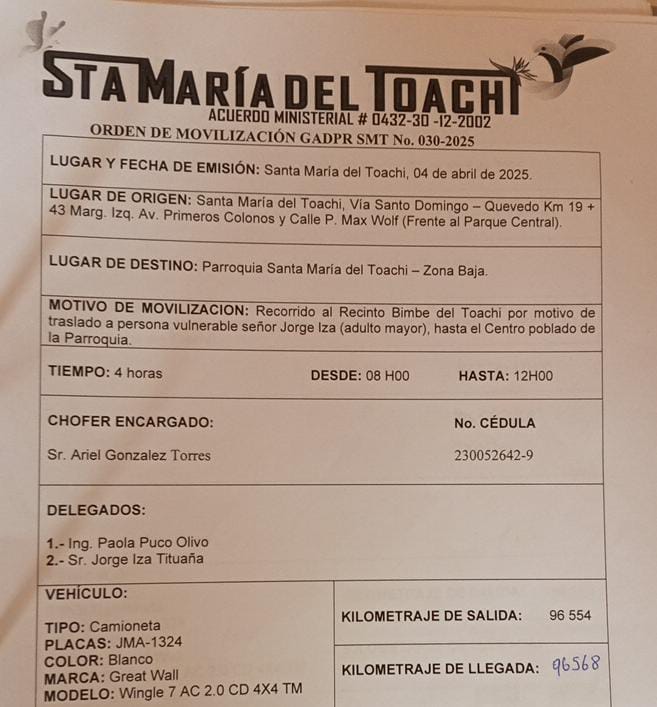 STA MARÍA DEL TOACHI
ACUERDO MINISTERIAL # 0432-30 -12-2002
ORDEN DE MOVILIZACIÓN GADPR SMT No. 030-2025
LUGAR Y FECHA DE EMISIÓN: Santa María del Toachi, 04 de abril de 2025.
LUGAR DE ORIGEN: Santa María del Toachi, Vía Santo Domingo – Quevedo Km 19 +
43 Marg. Izq. Av. Primeros Colonos y Calle P. Max Wolf (Frente al Parque Central).
LUGAR DE DESTINO: Parroquia Santa María del Toachi – Zona Baja.
MOTIVO DE MOVILIZACION: Recorrido al Recinto Bimbe del Toachi por motivo de
traslado a persona vulnerable señor Jorge Iza (adulto mayor), hasta el Centro poblado de
la Parroquia.
TIEMPO: 4 horas DESDE: 08 H00 HASTA: 12H00
CHOFER ENCARGADO: No. CÉDULA
Sr. Ariel Gonzalez Torres 230052642-9
DELEGADOS:
1.- Ing. Paola Puco Olivo
2.- Sr. Jorge Iza Tituaña
VEHÍCULO:
TIPO: Camioneta
PLACAS: JMA-1324
COLOR: Blanco
MARCA: Great Wall
MODELO: Wingle 7 AC 2.0 CD 4X4 TM
KILOMETRAJE DE SALIDA: 96 554
KILOMETRAJE DE LLEGADA: 96568